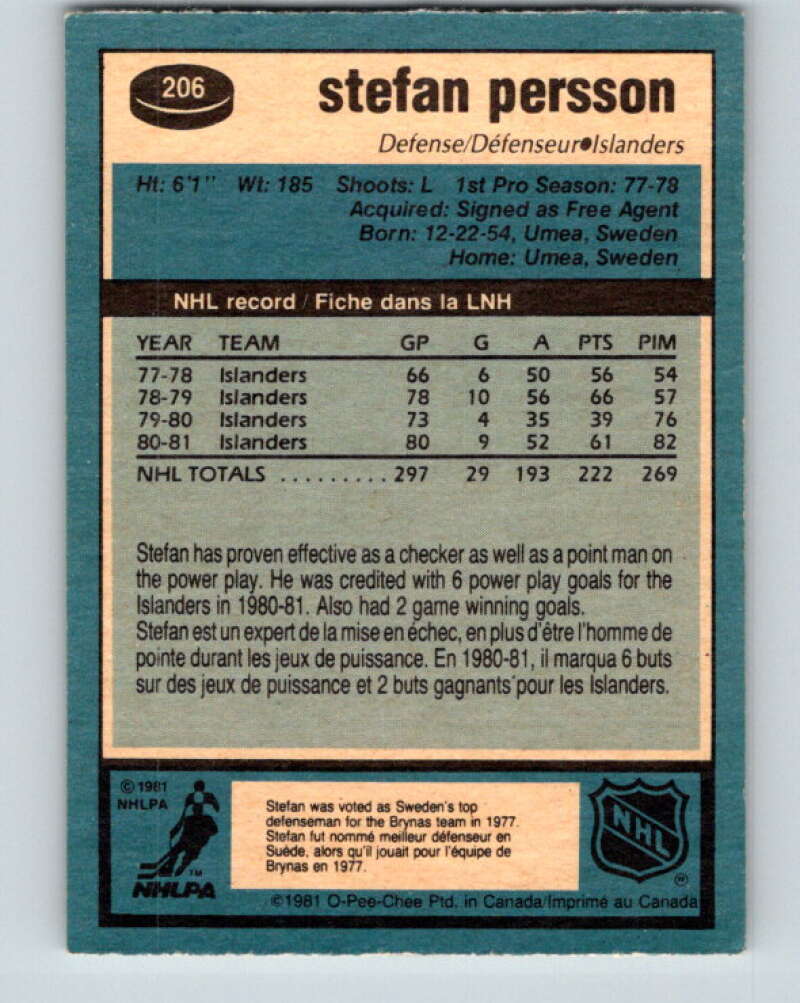 206
stefan persson
Defense/Défenseur•Islanders
Ht: 6'1" Wt: 185 Shoots: L 1st Pro Season: 77-78
Acquired: Signed as Free Agent
Born: 12-22-54, Umea, Sweden
Home: Umea, Sweden
NHL record / Fiche dans la LNH
YEAR TEAM GP G A PTS PIM
77-78 Islanders 66 6 50 56 54
78-79 Islanders 78 10 56 66 57
79-80 Islanders 73 4 35 39 76
80-81 Islanders 80 9 52 61 82
NHL TOTALS ......... 297 29 193 222 269
Stefan has proven effective as a checker as well as a point man on
the power play. He was credited with 6 power play goals for the
Islanders in 1980-81. Also had 2 game winning goals.
Stefan est un expert de la mise en échec, en plus d'être l'homme de
pointe durant les jeux de puissance. En 1980-81, il marqua 6 buts
sur des jeux de puissance et 2 buts gagnants pour les Islanders.
© 1981
NHLPA
NHLPA
TM
Stefan was voted as Sweden's top
defenseman for the Brynas team in 1977.
Stefan fut nommé meilleur défenseur en
Suéde, alors qu'il jouait pour l'équipe de
Brynas en 1977.
NHL
©1981 O-Pee-Chee Ptd. in Canada/Imprimé au Canada